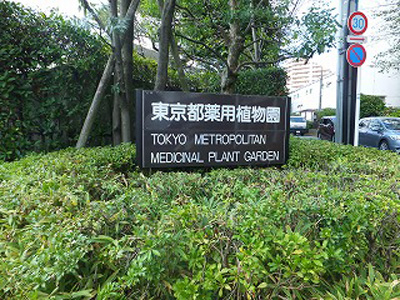 東京都薬用植物園
TOKYO METROPOLITAN
MEDICINAL PLANT GARDEN
30